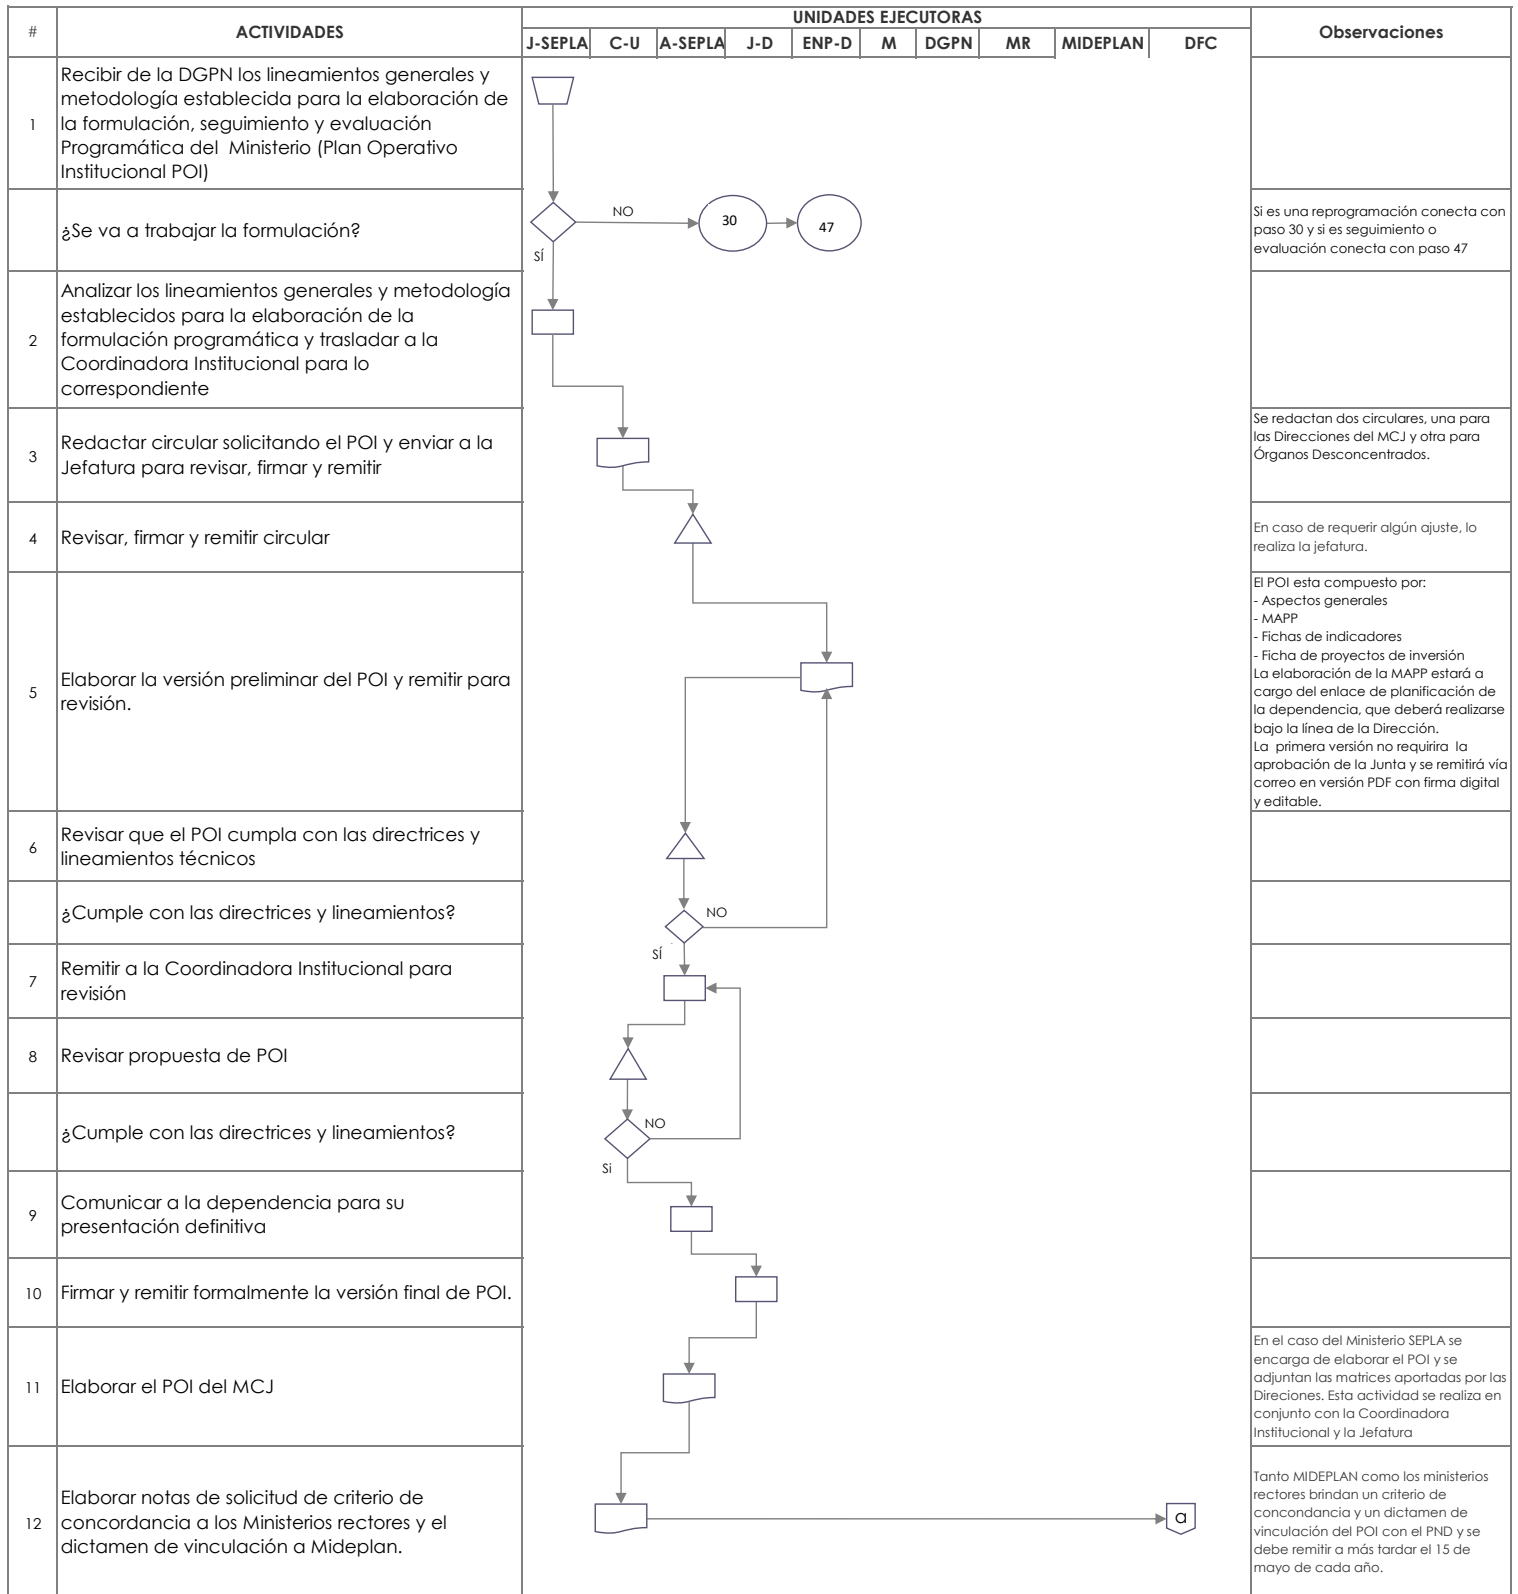 # ACTIVIDADES UNIDADES EJECUTORAS Observaciones
J-SEPLA C-U A-SEPLA J-D ENP-D M DGPN MR MIDEPLAN DFC
1
Recibir de la DGPN los lineamientos generales y
metodología establecida para la elaboración de
la formulación, seguimiento y evaluación
Programática del Ministerio (Plan Operativo
Institucional POI)
¿Se va a trabajar la formulación?
NO
30
47
SÍ
Si es una reprogramación conecta con
paso 30 y si es seguimiento o
evaluación conecta con paso 47
2
Analizar los lineamientos generales y metodología
establecidos para la elaboración de la
formulación programática y trasladar a la
Coordinadora Institucional para lo
correspondiente
3
Redactar circular solicitando el POI y enviar a la
Jefatura para revisar, firmar y remitir
Se redactan dos circulares, una para
las Direcciones del MCJ y otra para
Órganos Desconcentrados.
4
Revisar, firmar y remitir circular
En caso de requerir algún ajuste, lo
realiza la jefatura.
5
Elaborar la versión preliminar del POI y remitir para
revisión.
El POI esta compuesto por:
- Aspectos generales
- MAPP
- Fichas de indicadores
- Ficha de proyectos de inversión
La elaboración de la MAPP estará a
cargo del enlace de planificación de
la dependencia, que deberá realizarse
bajo la línea de la Dirección.
La primera versión no requirira la
aprobación de la Junta y se remitirá vía
correo en versión PDF con firma digital
y editable.
6
Revisar que el POI cumpla con las directrices y
lineamientos técnicos
¿Cumple con las directrices y lineamientos?
NO
SÍ
7
Remitir a la Coordinadora Institucional para
revisión
8
Revisar propuesta de POI
¿Cumple con las directrices y lineamientos?
NO
Si
9
Comunicar a la dependencia para su
presentación definitiva
10
Firmar y remitir formalmente la versión final de POI.
11
Elaborar el POI del MCJ
En el caso del Ministerio SEPLA se
encarga de elaborar el POI y se
adjuntan las matrices aportadas por las
Direciones. Esta actividad se realiza en
conjunto con la Coordinadora
Institucional y la Jefatura
12
Elaborar notas de solicitud de criterio de
concordancia a los Ministerios rectores y el
dictamen de vinculación a Mideplan.
a
Tanto MIDEPLAN como los ministerios
rectores brindan un criterio de
concordancia y un dictamen de
vinculación del POI con el PND y se
debe remitir a más tardar el 15 de
mayo de cada año.